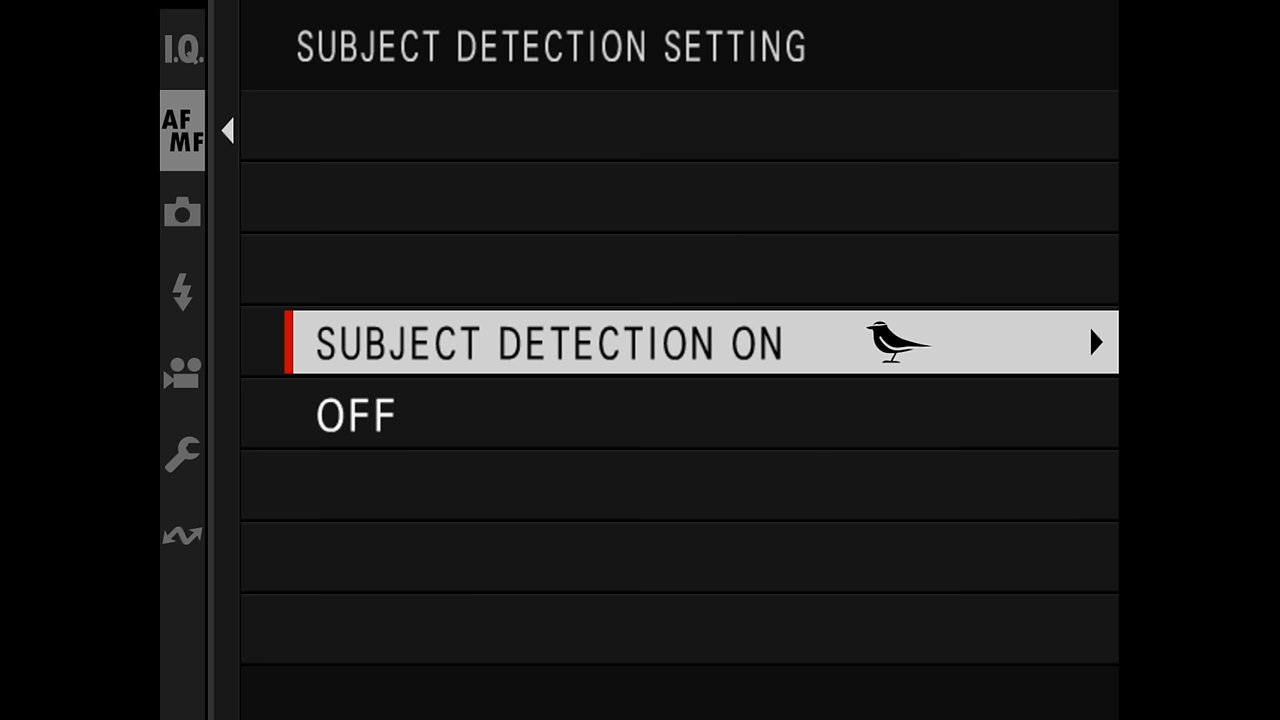 I.Q.
SUBJECT DETECTION SETTING
AF
MF
SUBJECT DETECTION ON
OFF